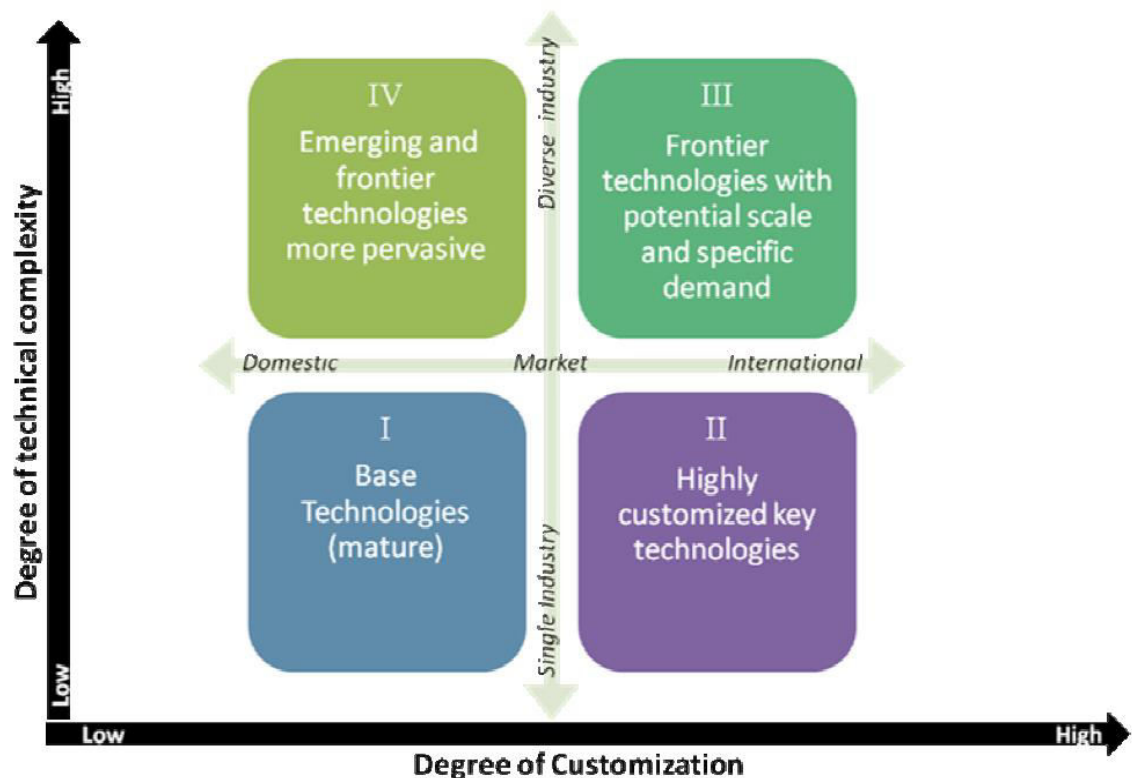 High
Degree of technical complexity
Low
IV
Emerging and
frontier
technologies
more pervasive
Diverse industry
III
Frontier
technologies with
potential scale
and specific
demand
Domestic
Market
International
I
Base
Technologies
(mature)
Single Industry
II
Highly
customized key
technologies
Low
High
Degree of Customization